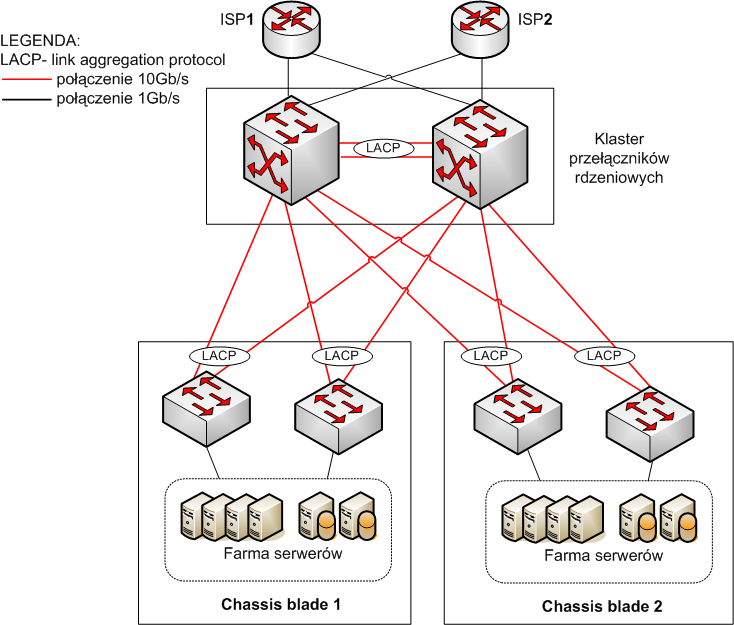 ISP1
ISP2
LEGENDA:
LACP- link aggregation protocol
połączenie 10Gb/s
połączenie 1Gb/s
LACP
Klaster
przełączników
rdzeniowych
LACP
LACP
LACP
LACP
Farma serwerów
Farma serwerów
Chassis blade 1
Chassis blade 2